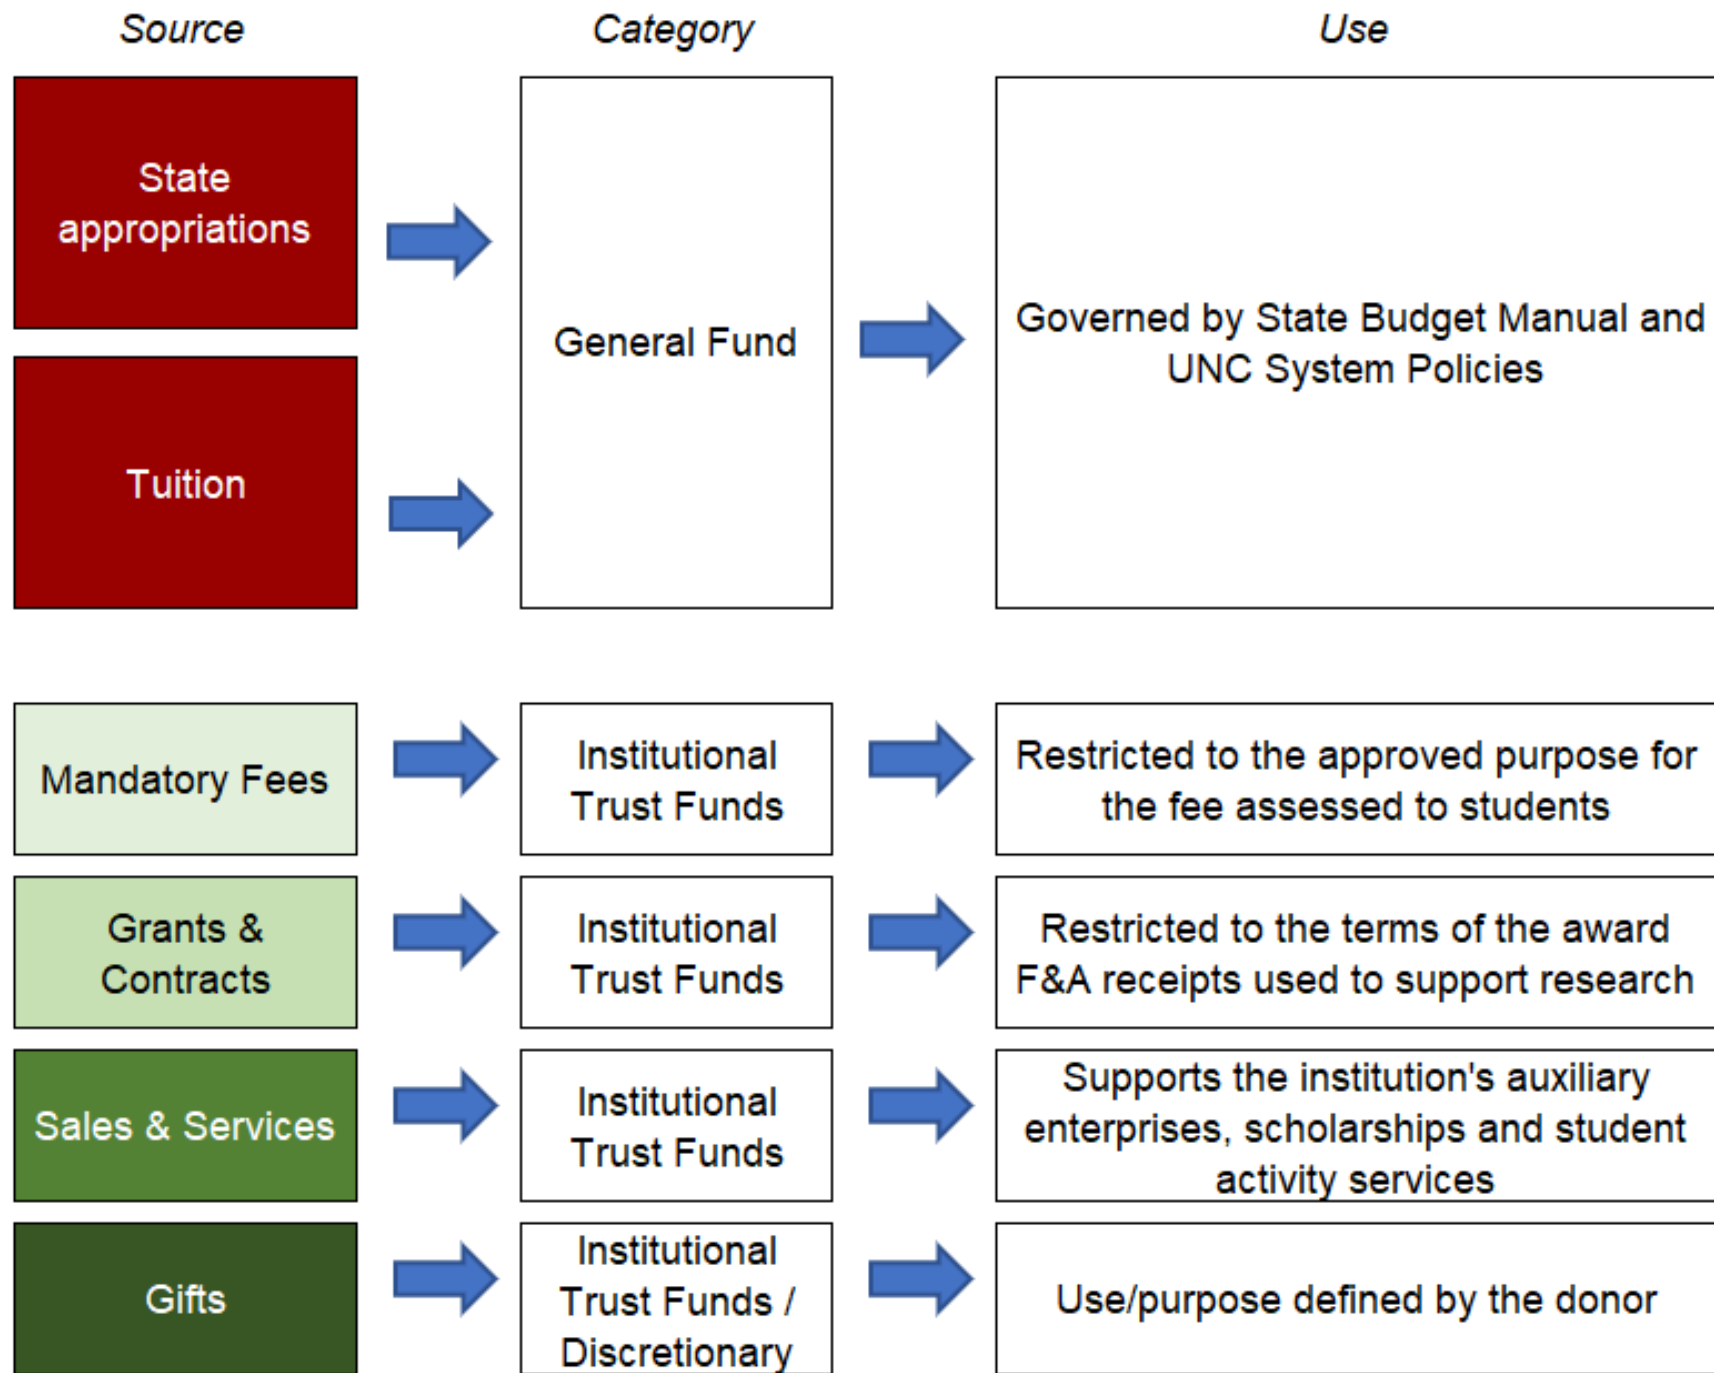 Source
Category
Use
State
appropriations
General Fund
Governed by State Budget Manual and
UNC System Policies
Tuition
Mandatory Fees
Institutional
Trust Funds
Restricted to the approved purpose for
the fee assessed to students
Grants &
Contracts
Institutional
Trust Funds
Restricted to the terms of the award
F&A receipts used to support research
Sales & Services
Institutional
Trust Funds
Supports the institution's auxiliary
enterprises, scholarships and student
activity services
Gifts
Institutional
Trust Funds /
Discretionary
Use/purpose defined by the donor